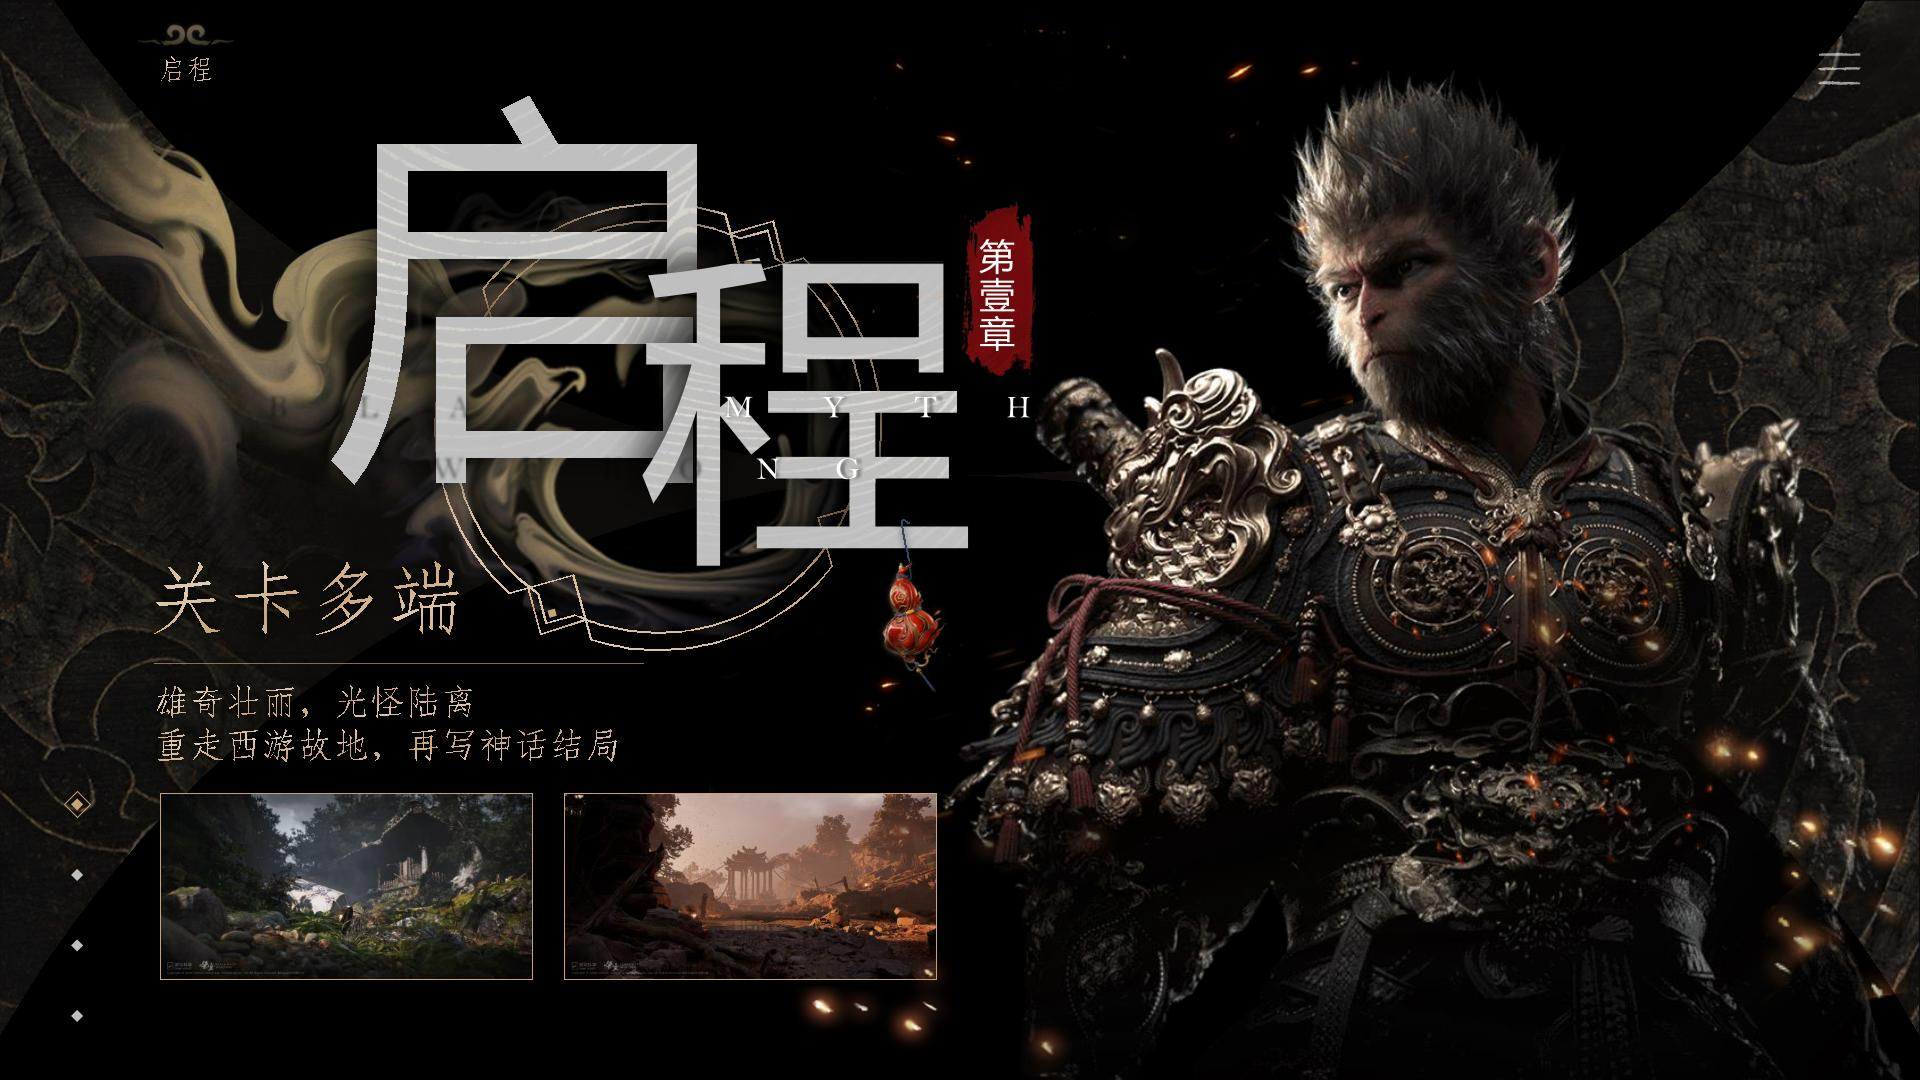 启程
启程
第壹章
B L A M Y T H
W O N G
关卡多端
雄奇壮丽，光怪陆离
重走西游故地，再写神话结局